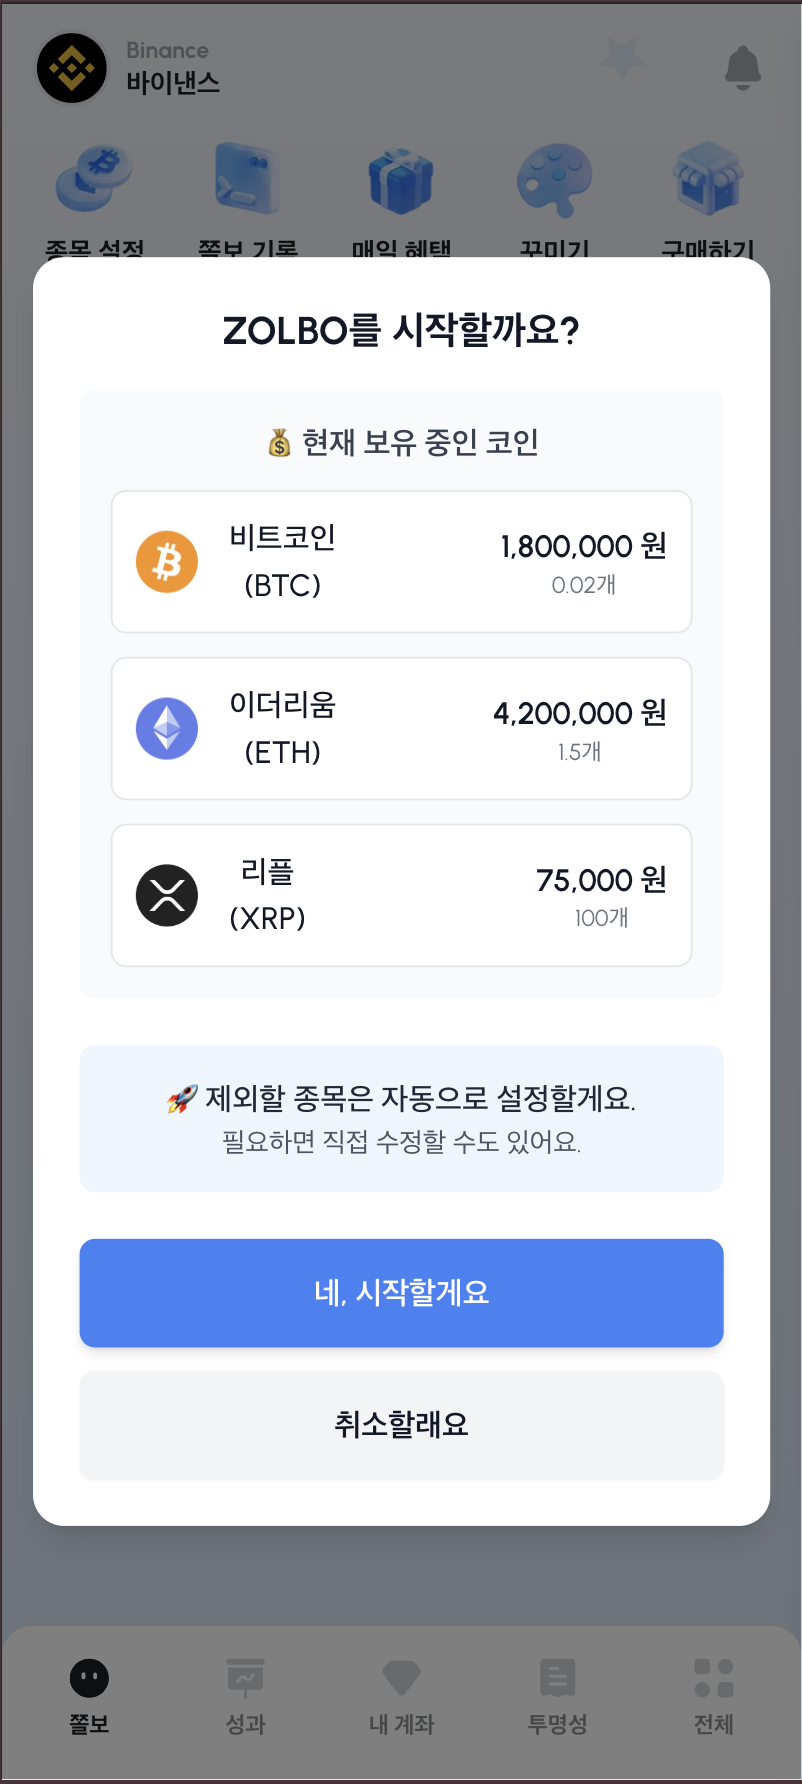 Binance
바이낸스
종목 설정
쫄보 기록
매일 혜택
꾸미기
구매하기
ZOLBO를 시작할까요?
💰 현재 보유 중인 코인
비트코인
(BTC)
1,800,000 원
0.02개
이더리움
(ETH)
4,200,000 원
1.5개
리플
(XRP)
75,000 원
100개
🚀 제외할 종목은 자동으로 설정할게요.
필요하면 직접 수정할 수도 있어요.
네, 시작할게요
취소할래요
쫄보
성과
내 계좌
투명성
전체